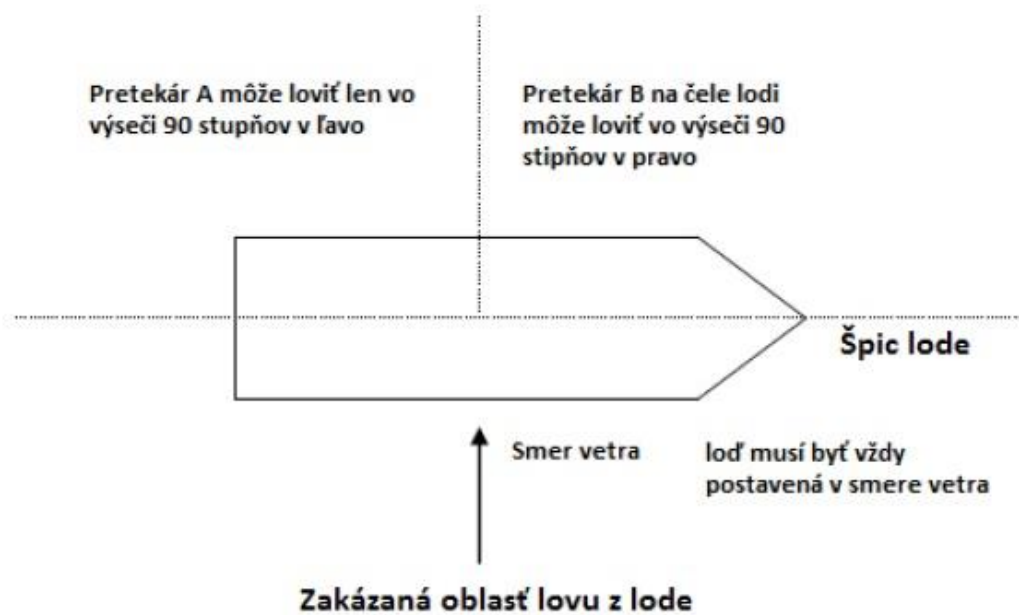 Pretekár A môže loviť len vo
výseči 90 stupňov v ľavo
Pretekár B na čele lodi
môže loviť vo výseči 90
stipňov v pravo
Špic lode
Smer vetra
loď musí byť vždy
postavená v smere vetra
Zakázaná oblasť lovu z lode